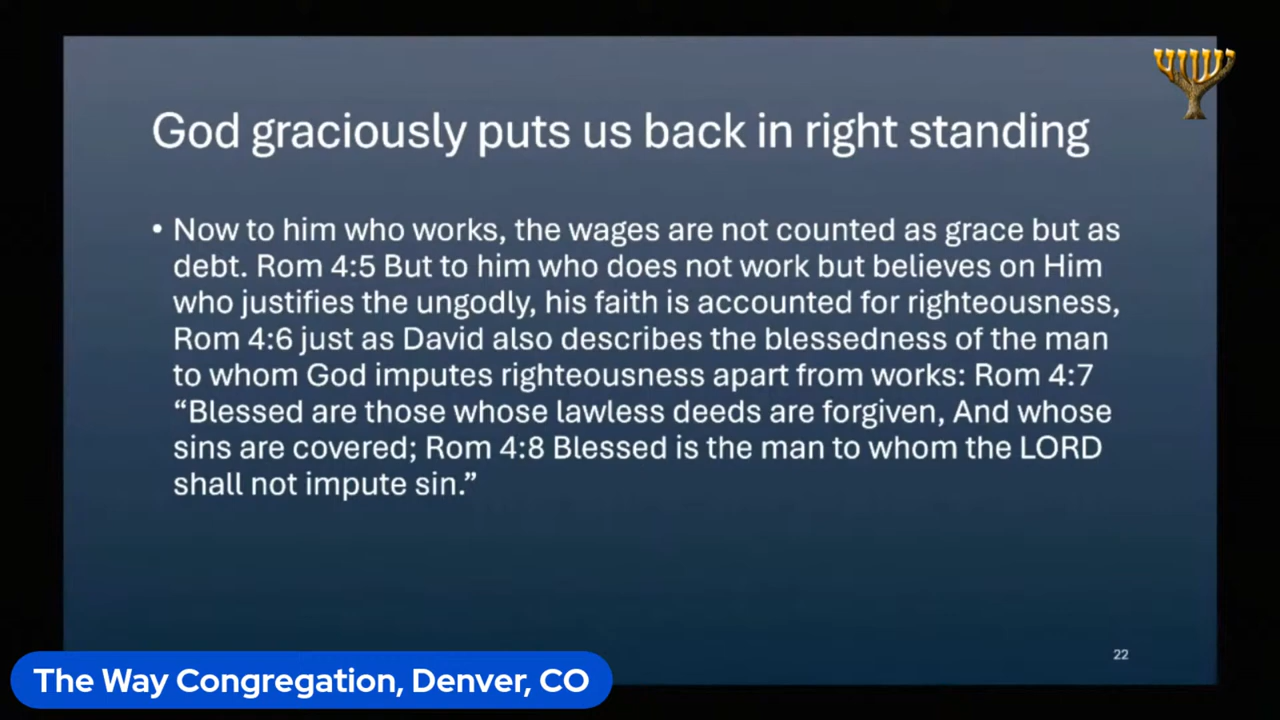 God graciously puts us back in right standing
• Now to him who works, the wages are not counted as grace but as
debt. Rom 4:5 But to him who does not work but believes on Him
who justifies the ungodly, his faith is accounted for righteousness,
Rom 4:6 just as David also describes the blessedness of the man
to whom God imputes righteousness apart from works: Rom 4:7
“Blessed are those whose lawless deeds are forgiven, And whose
sins are covered; Rom 4:8 Blessed is the man to whom the LORD
shall not impute sin.”
22
The Way Congregation, Denver, CO